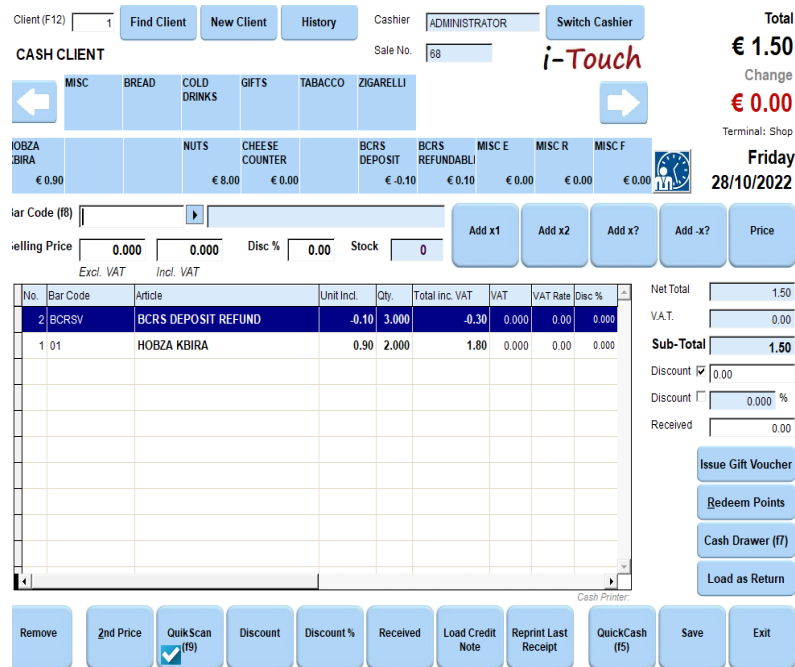 Client (F12) 1 Find Client New Client History Cashier ADMINISTRATOR Switch Cashier Total
CASH CLIENT Sale No. 68 i-Touch € 1.50
Change
€ 0.00
MISC BREAD COLD DRINKS GIFTS TABACCO ZIGARELLI
Terminal: Shop
HOBZA KBIRA NUTS CHEESE COUNTER BCRS DEPOSIT BCRS REFUNDABLI MISC E MISC R MISC F
€ 0.90 € 8.00 € 0.00 € -0.10 € 0.10 € 0.00 € 0.00 € 0.00
Friday
28/10/2022
Bar Code (f8) Add x1 Add x2 Add x? Add -x? Price
Selling Price 0.000 0.000 Disc % 0.00 Stock 0
Excl. VAT Incl. VAT
No. Bar Code Article Unit Incl. Qty. Total inc. VAT VAT VAT Rate Disc %
2 BCRSV BCRS DEPOSIT REFUND -0.10 3.000 -0.30 0.000 0.00 0.000
1 01 HOBZA KBIRA 0.90 2.000 1.80 0.000 0.00 0.000
Net Total 1.50
V.A.T. 0.00
Sub-Total 1.50
Discount 0.00
Discount 0.000 %
Received 0.00
Issue Gift Voucher
Redeem Points
Cash Drawer (f7)
Load as Return
Cash Printer:
Remove 2nd Price QuikScan (f9) Discount Discount % Received Load Credit Note Reprint Last Receipt QuickCash (f5) Save Exit